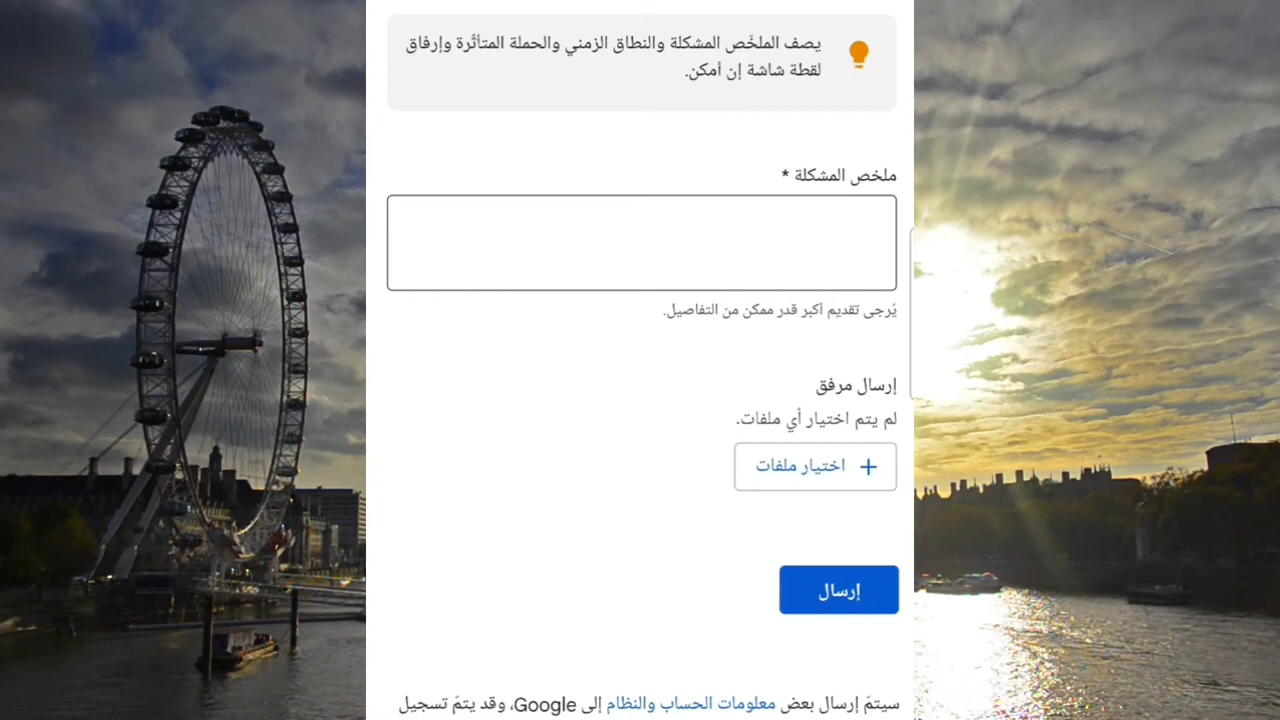 يصف الملخّص المشكلة والنطاق الزمني والحملة المتأثّرة وإرفاق
لقطة شاشة إن أمكن.
ملخص المشكلة *
يُرجى تقديم أكبر قدر ممكن من التفاصيل.
إرسال مرفق
لم يتم اختيار أي ملفات.
+ اختيار ملفات
إرسال
سيتمّ إرسال بعض معلومات الحساب والنظام إلى Google، وقد يتمّ تسجيل